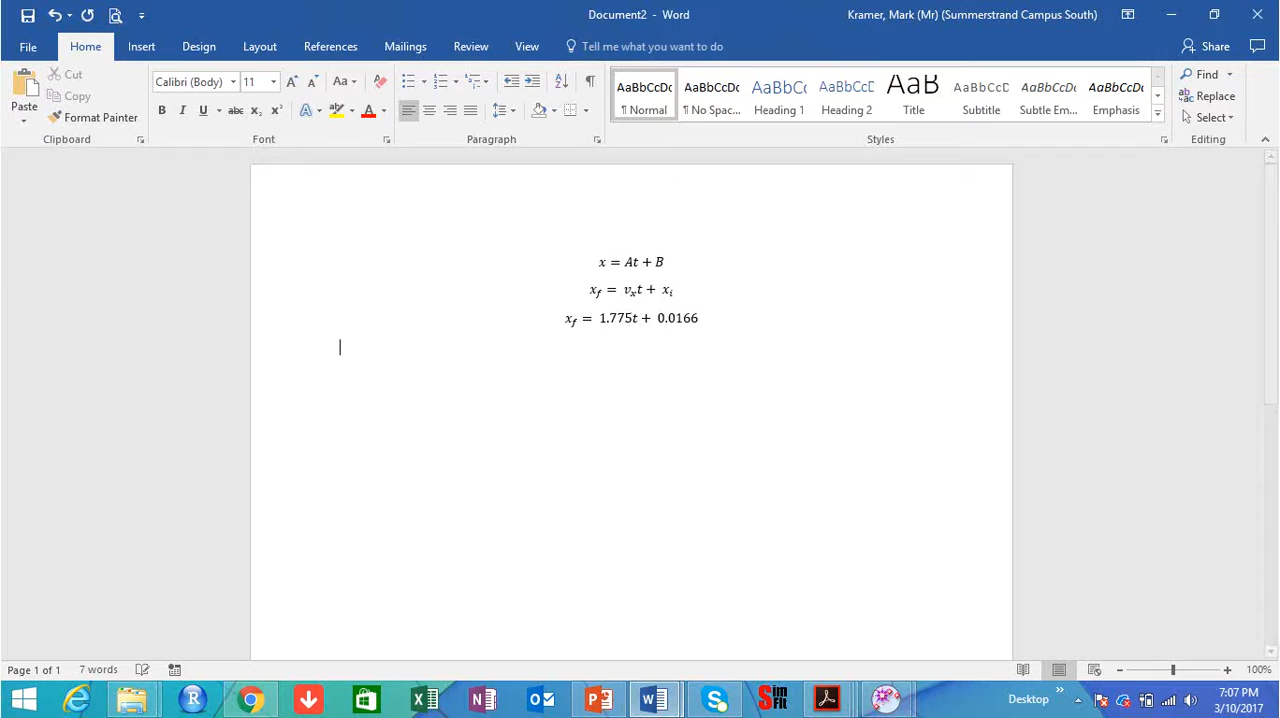 Document2 - Word
Kramer, Mark (Mr) (Summerstrand Campus South)
File
Home
Insert
Design
Layout
References
Mailings
Review
View
Tell me what you want to do
Share
Paste
Cut
Copy
Format Painter
Clipboard
Calibri (Body)
11
Font
Paragraph
AaBbCcDc
¶ Normal
AaBbCcDc
¶ No Spac...
AaBbCc
Heading 1
AaBbCcD
Heading 2
AaB
Title
AaBbCcD
Subtitle
AaBbCcDc
Subtle Em...
AaBbCcDc
Emphasis
Styles
Find
Replace
Select
Editing
x = At + B
x_f = v_x t + x_i
x_f = 1.775t + 0.0166
Page 1 of 1
7 words
100%
Sim
Fit
Desktop
7:07 PM
3/10/2017